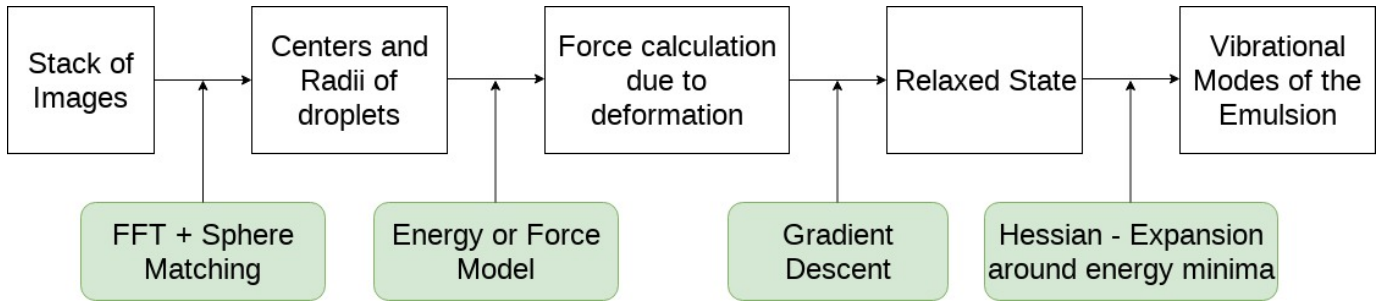 Stack of
Images
Centers and
Radii of
droplets
Force calculation
due to
deformation
Relaxed State
Vibrational
Modes of the
Emulsion
FFT + Sphere
Matching
Energy or Force
Model
Gradient
Descent
Hessian - Expansion
around energy minima